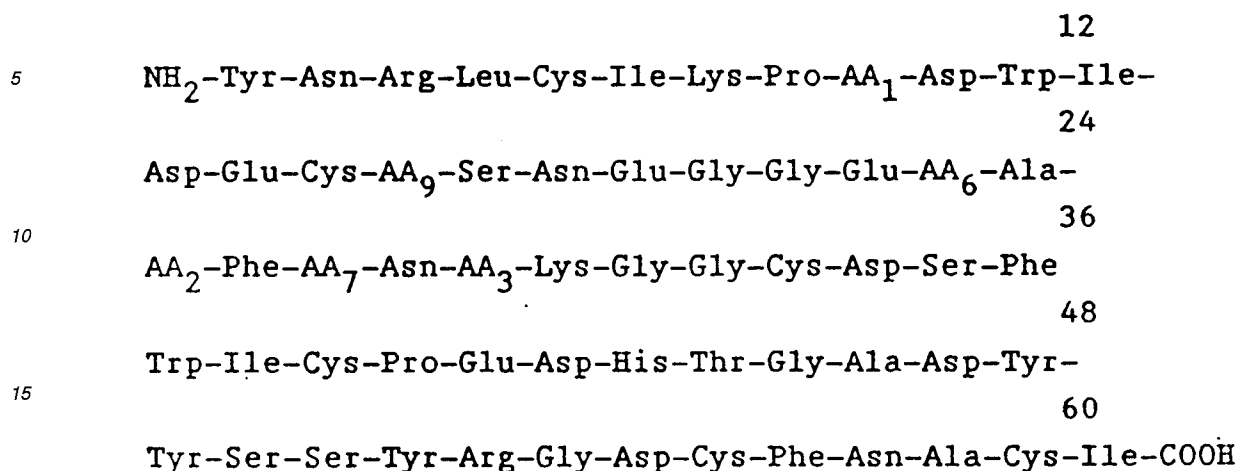 12
5 NH2-Tyr-Asn-Arg-Leu-Cys-Ile-Lys-Pro-AA1-Asp-Trp-Ile-
24
Asp-Glu-Cys-AA9-Ser-Asn-Glu-Gly-Gly-Glu-AA6-Ala-
36
10 AA2-Phe-AA7-Asn-AA3-Lys-Gly-Gly-Cys-Asp-Ser-Phe
48
Trp-Ile-Cys-Pro-Glu-Asp-His-Thr-Gly-Ala-Asp-Tyr-
15
60
Tyr-Ser-Ser-Tyr-Arg-Gly-Asp-Cys-Phe-Asn-Ala-Cys-Ile-COOH